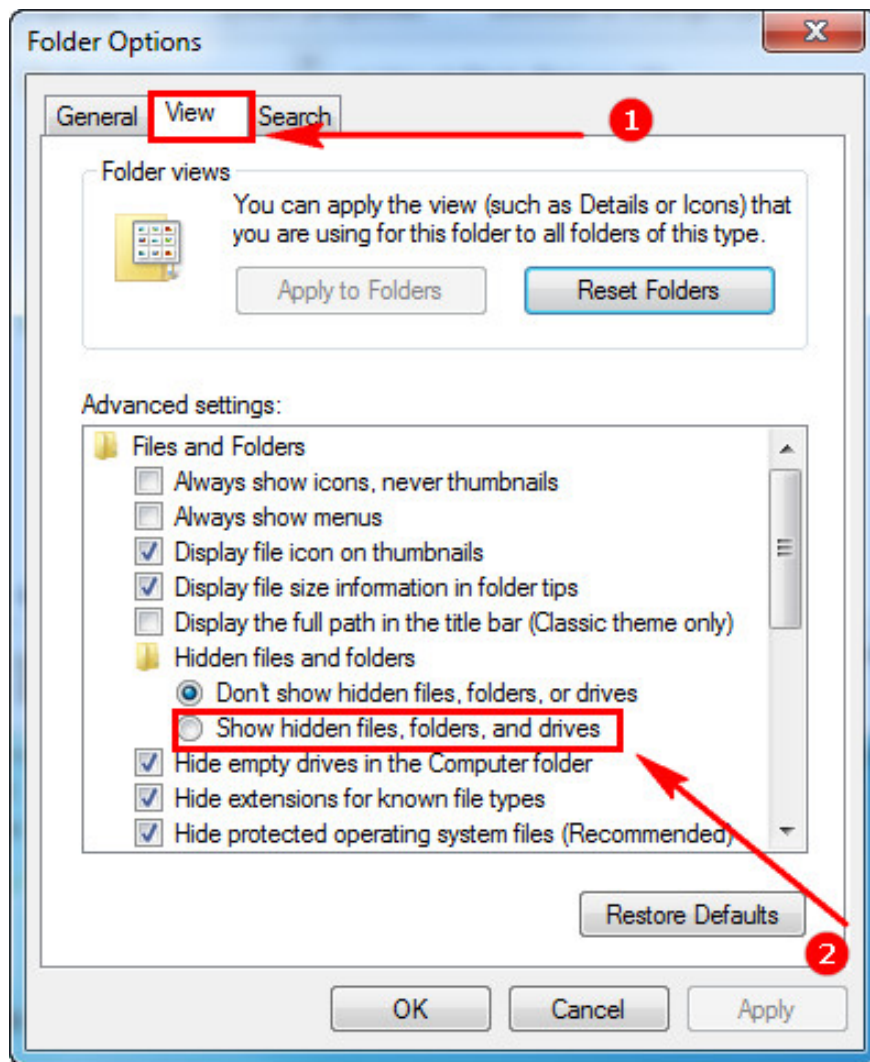 Folder Options
General View Search
1
Folder views
You can apply the view (such as Details or Icons) that
you are using for this folder to all folders of this type.
Apply to Folders Reset Folders
Advanced settings:
Files and Folders
Always show icons, never thumbnails
Always show menus
Display file icon on thumbnails
Display file size information in folder tips
Display the full path in the title bar (Classic theme only)
Hidden files and folders
Don't show hidden files, folders, or drives
Show hidden files, folders, and drives
Hide empty drives in the Computer folder
Hide extensions for known file types
Hide protected operating system files (Recommended)
Restore Defaults
2
OK Cancel Apply